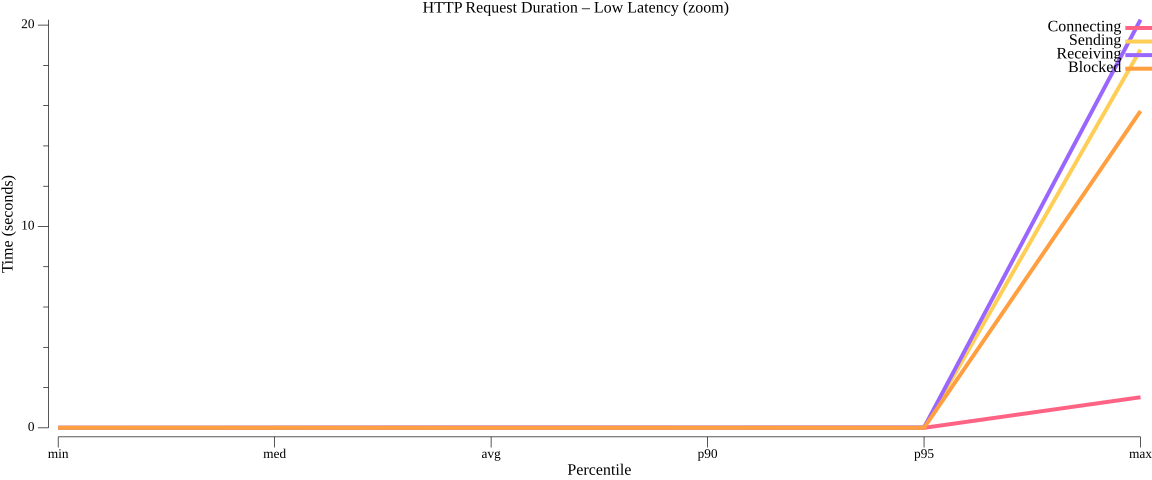 HTTP Request Duration – Low Latency (zoom)
Connecting
Sending
Receiving
Blocked
Time (seconds)
20
10
0
min med avg p90 p95 max
Percentile